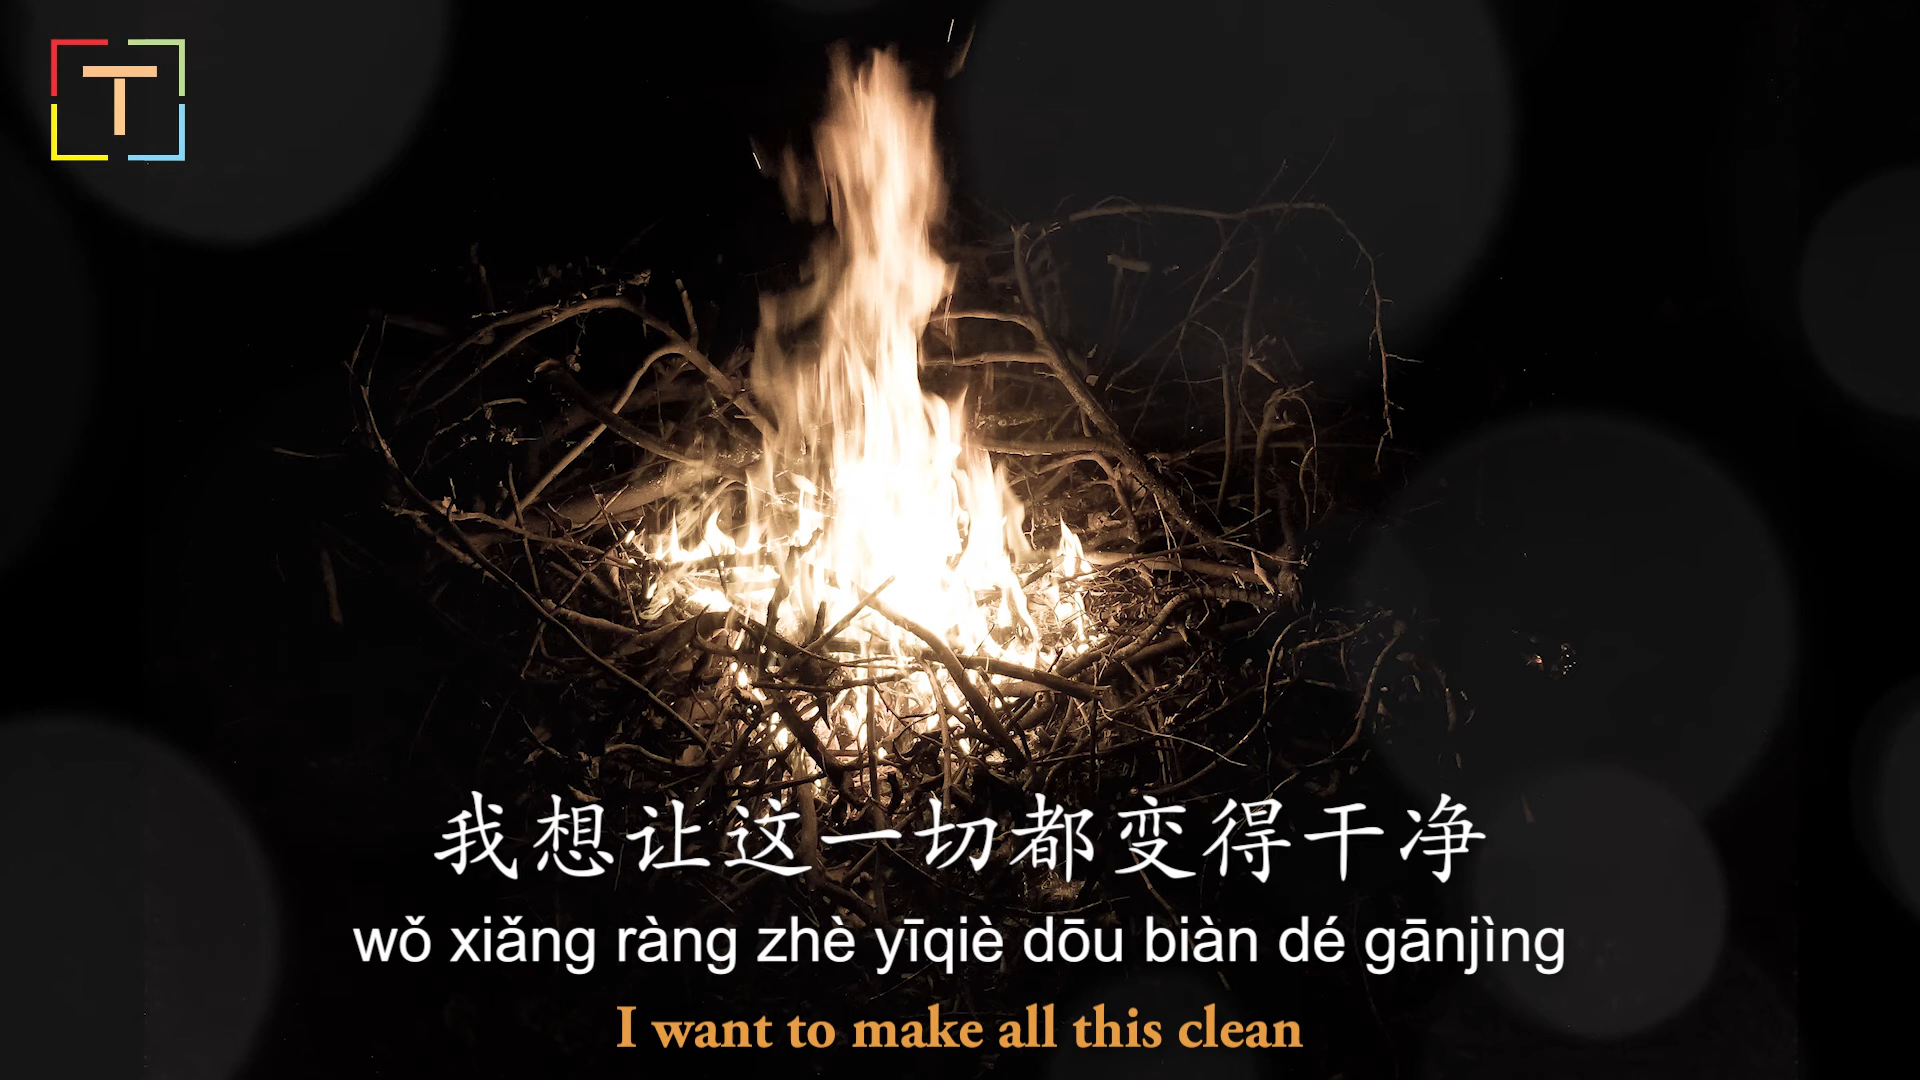 T
我想让这一切都变得干净
wǒ xiǎng ràng zhè yīqiè dōu biàn dé gānjìng
I want to make all this clean